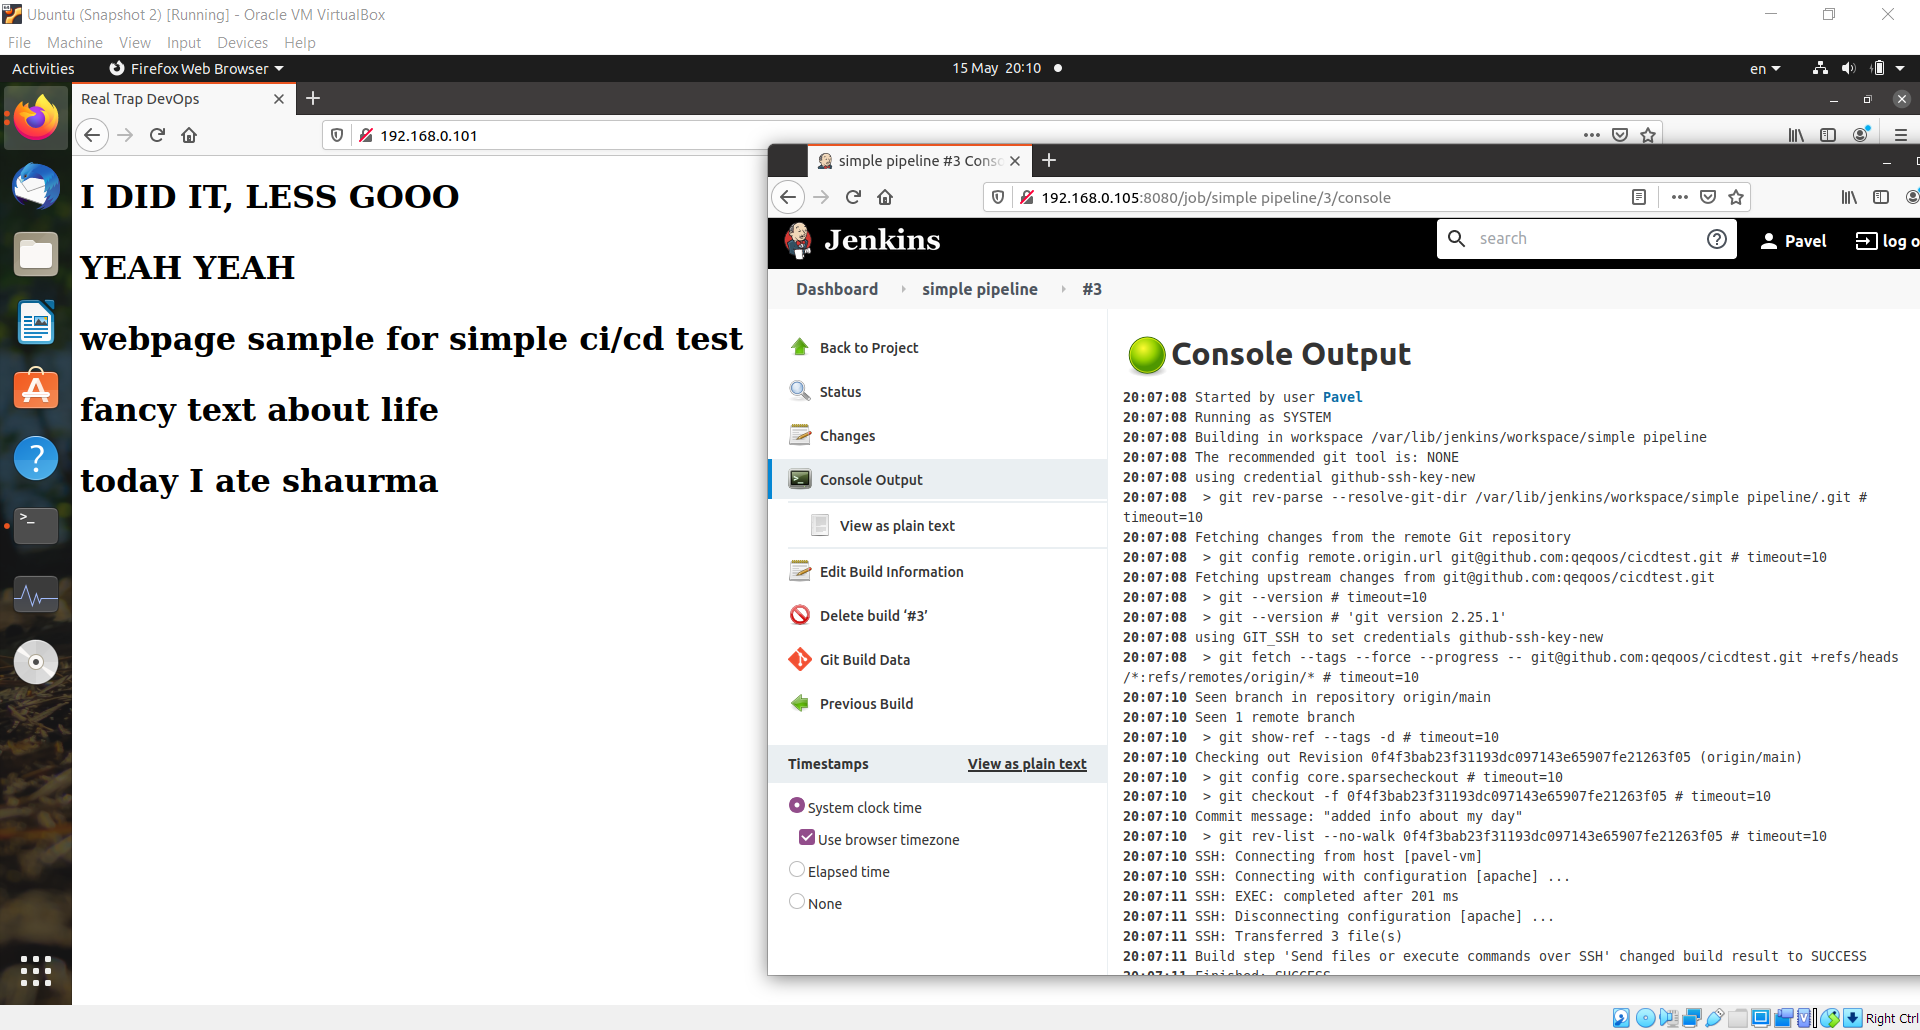 Ubuntu (Snapshot 2) [Running] - Oracle VM VirtualBox
File Machine View Input Devices Help
Activities Firefox Web Browser 15 May 20:10 en
Real Trap DevOps
192.168.0.101
I DID IT, LESS GOOO
YEAH YEAH
webpage sample for simple ci/cd test
fancy text about life
today I ate shaurma
simple pipeline #3 Conso
192.168.0.105:8080/job/simple pipeline/3/console
Jenkins search Pavel log o
Dashboard simple pipeline #3
Back to Project
Status
Changes
Console Output
View as plain text
Edit Build Information
Delete build ‘#3’
Git Build Data
Previous Build
Timestamps View as plain text
System clock time
Use browser timezone
Elapsed time
None
Console Output
20:07:08 Started by user Pavel
20:07:08 Running as SYSTEM
20:07:08 Building in workspace /var/lib/jenkins/workspace/simple pipeline
20:07:08 The recommended git tool is: NONE
20:07:08 using credential github-ssh-key-new
20:07:08 > git rev-parse --resolve-git-dir /var/lib/jenkins/workspace/simple pipeline/.git #
timeout=10
20:07:08 Fetching changes from the remote Git repository
20:07:08 > git config remote.origin.url git@github.com:qeqoos/cicdtest.git # timeout=10
20:07:08 Fetching upstream changes from git@github.com:qeqoos/cicdtest.git
20:07:08 > git --version # timeout=10
20:07:08 > git --version # 'git version 2.25.1'
20:07:08 using GIT_SSH to set credentials github-ssh-key-new
20:07:08 > git fetch --tags --force --progress -- git@github.com:qeqoos/cicdtest.git +refs/heads
/*:refs/remotes/origin/* # timeout=10
20:07:10 Seen branch in repository origin/main
20:07:10 Seen 1 remote branch
20:07:10 > git show-ref --tags -d # timeout=10
20:07:10 Checking out Revision 0f4f3bab23f31193dc097143e65907fe21263f05 (origin/main)
20:07:10 > git config core.sparsecheckout # timeout=10
20:07:10 > git checkout -f 0f4f3bab23f31193dc097143e65907fe21263f05 # timeout=10
20:07:10 Commit message: "added info about my day"
20:07:10 > git rev-list --no-walk 0f4f3bab23f31193dc097143e65907fe21263f05 # timeout=10
20:07:10 SSH: Connecting from host [pavel-vm]
20:07:10 SSH: Connecting with configuration [apache] ...
20:07:11 SSH: EXEC: completed after 201 ms
20:07:11 SSH: Disconnecting configuration [apache] ...
20:07:11 SSH: Transferred 3 file(s)
20:07:11 Build step 'Send files or execute commands over SSH' changed build result to SUCCESS
20:07:11 Finished: SUCCESS
Right Ctrl